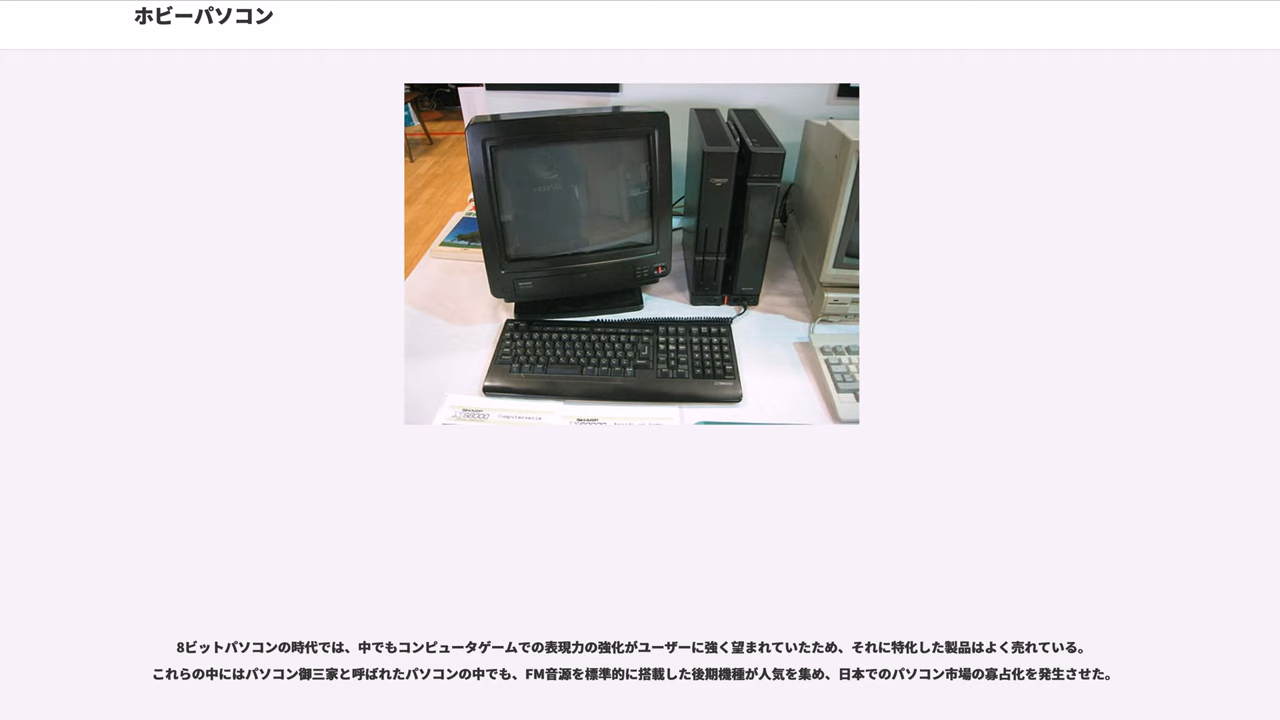 ホビーパソコン
SHARP
X68000 Computerserie
SHARP
8ビットパソコンの時代では、中でもコンピュータゲームでの表現力の強化がユーザーに強く望まれていたため、それに特化した製品はよく売れている。
これらの中にはパソコン御三家と呼ばれたパソコンの中でも、FM音源を標準的に搭載した後期機種が人気を集め、日本でのパソコン市場の寡占化を発生させた。